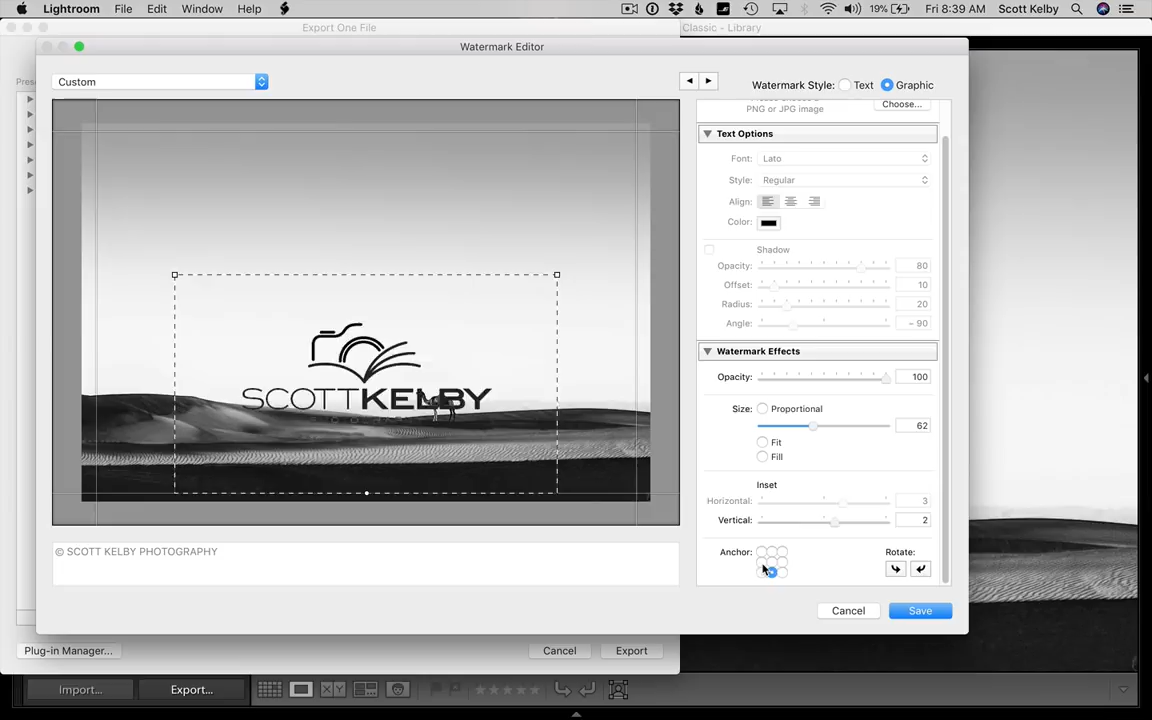 Lightroom File Edit Window Help 19% Fri 8:39 AM Scott Kelby
Export One File Classic - Library
Watermark Editor
Custom Watermark Style: Text Graphic
Choose...
PNG or JPG image
Text Options
Font: Lato
Style: Regular
Align:
Color:
Shadow
Opacity: 80
Offset: 10
Radius: 20
Angle: - 90
Watermark Effects
Opacity: 100
Size: Proportional
62
Fit
Fill
Inset
Horizontal: 3
Vertical: 2
Anchor: Rotate:
SCOTTKELBY
© SCOTT KELBY PHOTOGRAPHY
Cancel Save
Plug-in Manager... Cancel Export
Import... Export... XY